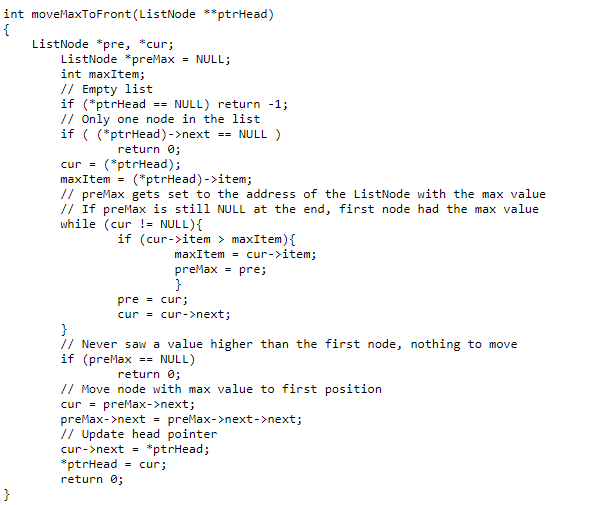 int moveMaxToFront(ListNode **ptrHead)
{
ListNode *pre, *cur;
ListNode *preMax = NULL;
int maxItem;
// Empty list
if (*ptrHead == NULL) return -1;
// Only one node in the list
if ( (*ptrHead)->next == NULL )
return 0;
cur = (*ptrHead);
maxItem = (*ptrHead)->item;
// preMax gets set to the address of the ListNode with the max value
// If preMax is still NULL at the end, first node had the max value
while (cur != NULL){
if (cur->item > maxItem){
maxItem = cur->item;
preMax = pre;
}
pre = cur;
cur = cur->next;
}
// Never saw a value higher than the first node, nothing to move
if (preMax == NULL)
return 0;
// Move node with max value to first position
cur = preMax->next;
preMax->next = preMax->next->next;
// Update head pointer
cur->next = *ptrHead;
*ptrHead = cur;
return 0;
}